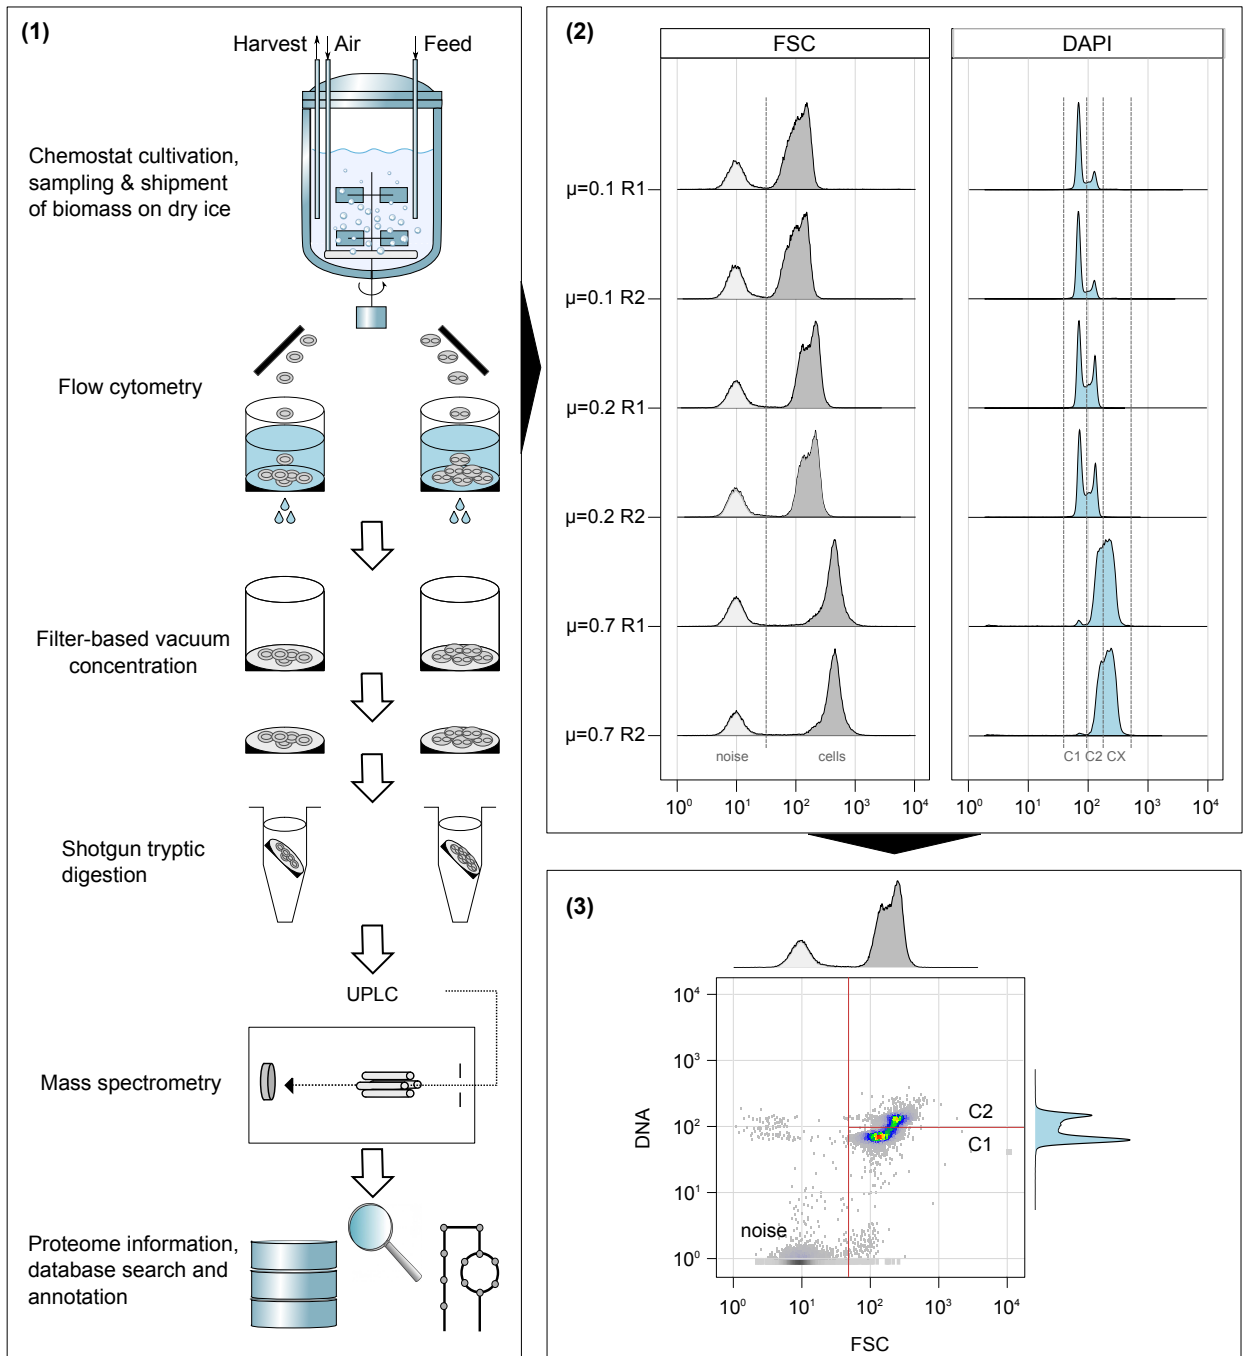 (1)
Harvest
Air
Feed
Chemostat cultivation,
sampling & shipment
of biomass on dry ice
Flow cytometry
Filter-based vacuum
concentration
Shotgun tryptic
digestion
UPLC
Mass spectrometry
Proteome information,
database search and
annotation
(2)
FSC
DAPI
μ=0.1 R1
μ=0.1 R2
μ=0.2 R1
μ=0.2 R2
μ=0.7 R1
μ=0.7 R2
noise
cells
C1 C2 CX
10⁰ 10¹ 10² 10³ 10⁴
10⁰ 10¹ 10² 10³ 10⁴
(3)
10⁴
10³
10²
10¹
10⁰
DNA
C2
C1
noise
10⁰ 10¹ 10² 10³ 10⁴
FSC